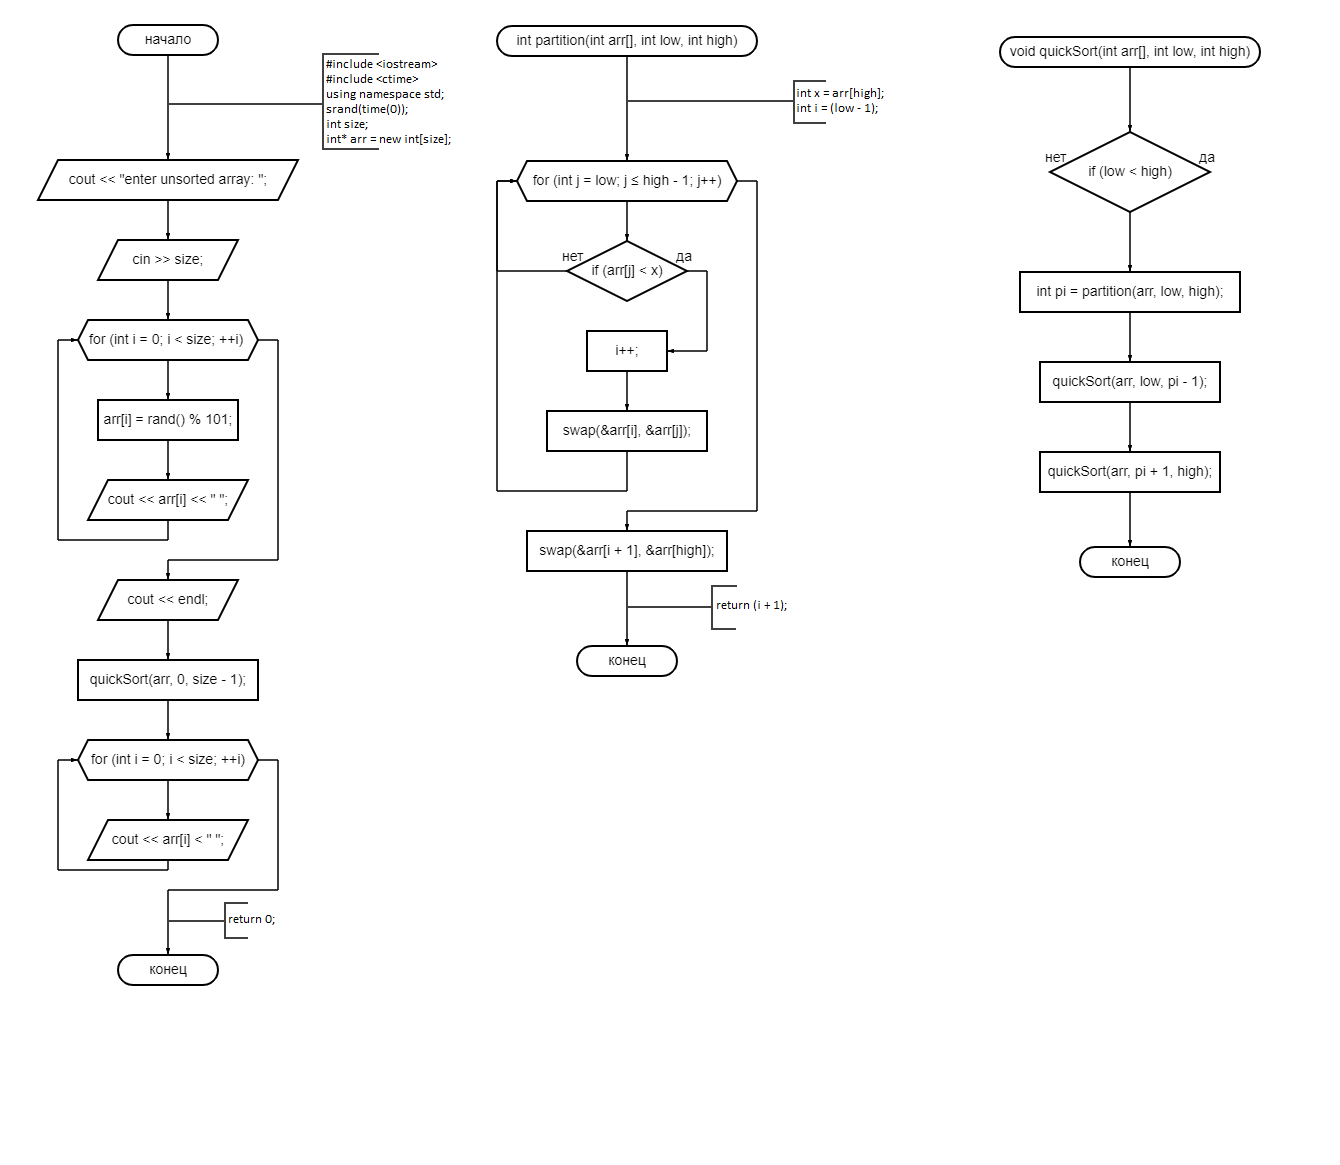 начало
#include <iostream>
#include <ctime>
using namespace std;
srand(time(0));
int size;
int* arr = new int[size];
cout << "enter unsorted array: ";
cin >> size;
for (int i = 0; i < size; ++i)
arr[i] = rand() % 101;
cout << arr[i] << " ";
cout << endl;
quickSort(arr, 0, size - 1);
for (int i = 0; i < size; ++i)
cout << arr[i] < " ";
return 0;
конец
int partition(int arr[], int low, int high)
int x = arr[high];
int i = (low - 1);
for (int j = low; j ≤ high - 1; j++)
нет
да
if (arr[j] < x)
i++;
swap(&arr[i], &arr[j]);
swap(&arr[i + 1], &arr[high]);
return (i + 1);
конец
void quickSort(int arr[], int low, int high)
нет
да
if (low < high)
int pi = partition(arr, low, high);
quickSort(arr, low, pi - 1);
quickSort(arr, pi + 1, high);
конец